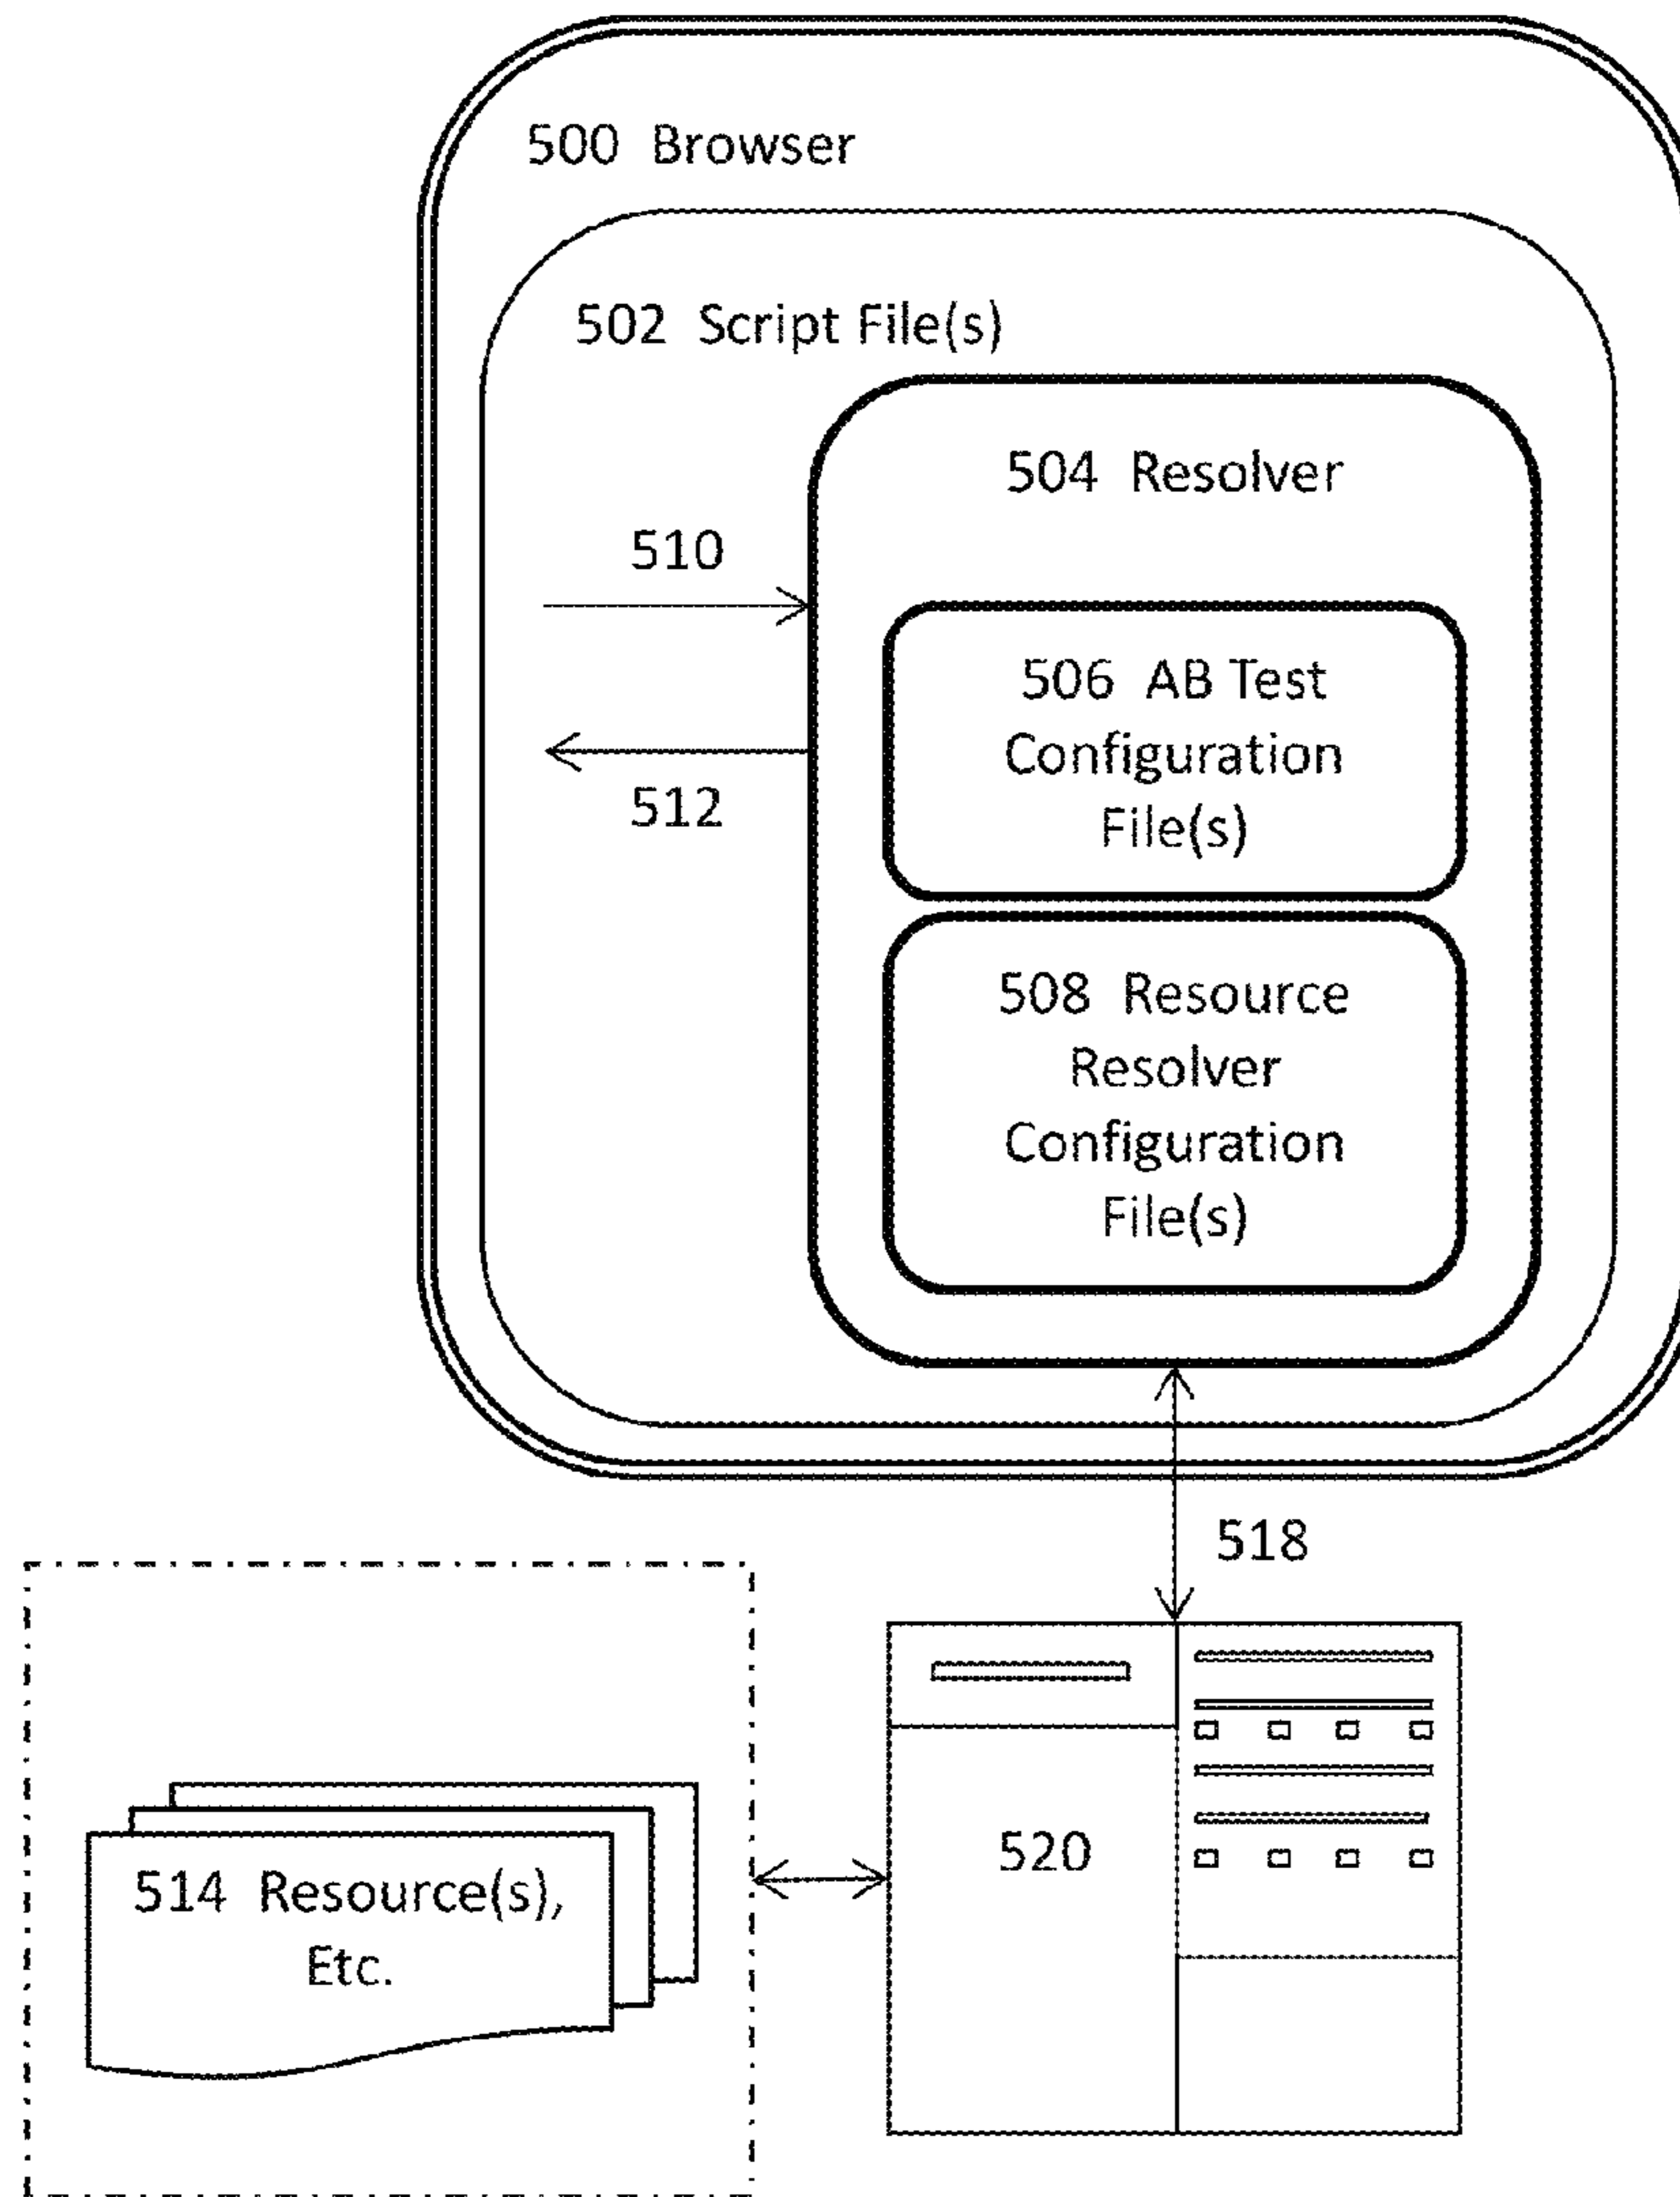 500 Browser
502 Script File(s)
504 Resolver
510
506 AB Test
Configuration
File(s)
512
508 Resource
Resolver
Configuration
File(s)
518
520
514 Resource(s),
Etc.